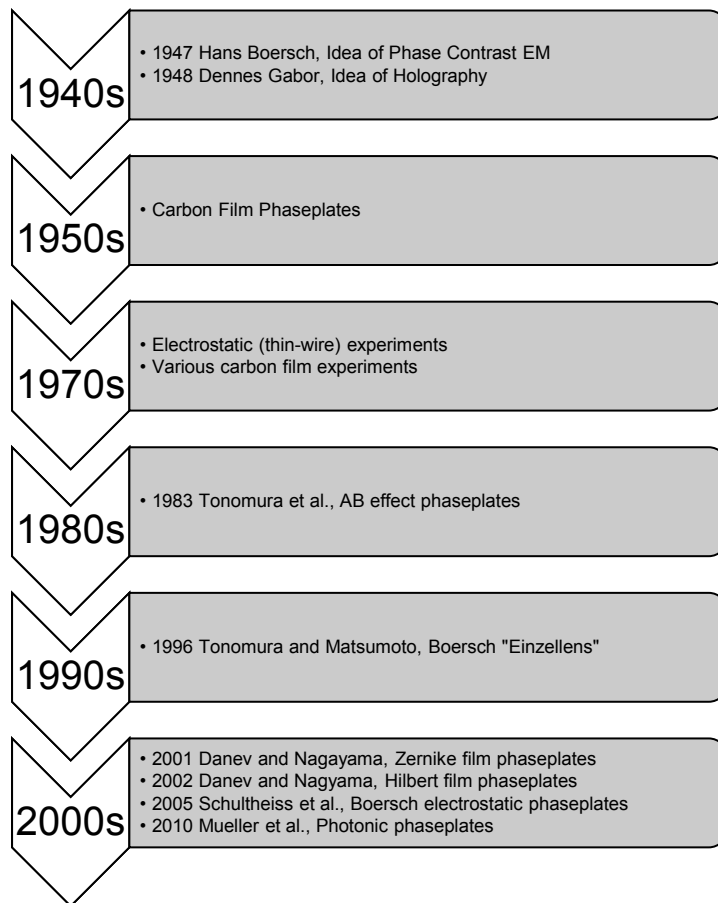 1940s
• 1947 Hans Boersch, Idea of Phase Contrast EM
• 1948 Dennes Gabor, Idea of Holography
1950s
• Carbon Film Phaseplates
1970s
• Electrostatic (thin-wire) experiments
• Various carbon film experiments
1980s
• 1983 Tonomura et al., AB effect phaseplates
1990s
• 1996 Tonomura and Matsumoto, Boersch "Einzellens"
2000s
• 2001 Danev and Nagayama, Zernike film phaseplates
• 2002 Danev and Nagyama, Hilbert film phaseplates
• 2005 Schultheiss et al., Boersch electrostatic phaseplates
• 2010 Mueller et al., Photonic phaseplates